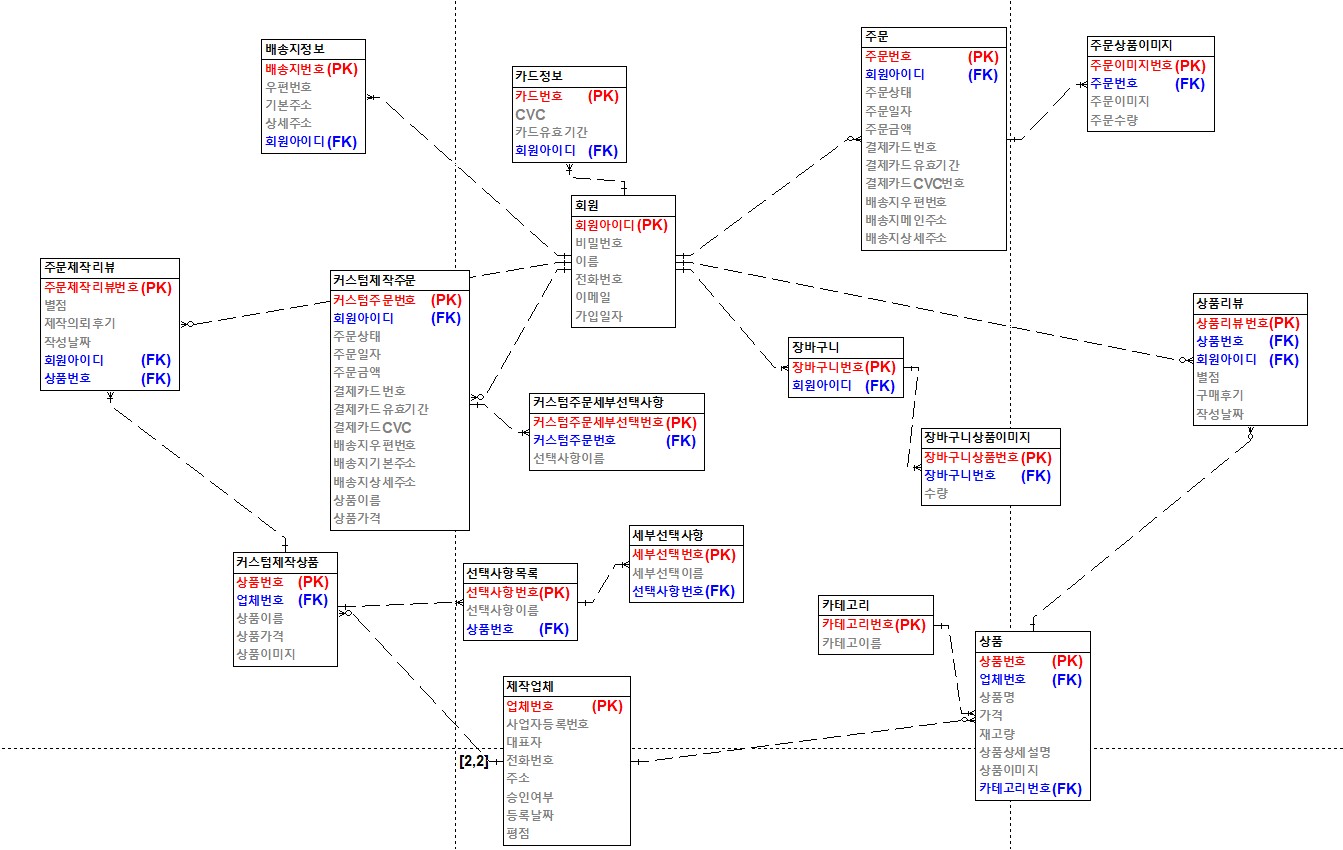 배송지정보
배송지번호 (PK)
우편번호
기본주소
상세주소
회원아이디 (FK)
카드정보
카드번호 (PK)
CVC
카드유효기간
회원아이디 (FK)
주문
주문번호 (PK)
회원아이디 (FK)
주문상태
주문일자
주문금액
결제카드번호
결제카드유효기간
결제카드CVC번호
배송지우편번호
배송지메인주소
배송지상세주소
주문상품이미지
주문이미지번호 (PK)
주문번호 (FK)
주문이미지
주문수량
회원
회원아이디 (PK)
비밀번호
이름
전화번호
이메일
가입일자
주문제작리뷰
주문제작리뷰번호 (PK)
별점
제작의뢰후기
작성날짜
회원아이디 (FK)
상품번호 (FK)
커스텀제작주문
커스텀주문번호 (PK)
회원아이디 (FK)
주문상태
주문일자
주문금액
결제카드번호
결제카드유효기간
결제카드CVC
배송지우편번호
배송지기본주소
배송지상세주소
상품이름
상품가격
커스텀주문세부선택사항
커스텀주문세부선택번호 (PK)
커스텀주문번호 (FK)
선택사항이름
장바구니
장바구니번호 (PK)
회원아이디 (FK)
장바구니상품이미지
장바구니상품번호 (PK)
장바구니번호 (FK)
수량
상품리뷰
상품리뷰번호 (PK)
상품번호 (FK)
회원아이디 (FK)
별점
구매후기
작성날짜
커스텀제작상품
상품번호 (PK)
업체번호 (FK)
상품이름
상품가격
상품이미지
선택사항목록
선택사항번호 (PK)
선택사항이름
상품번호 (FK)
세부선택사항
세부선택번호 (PK)
세부선택이름
선택사항번호 (FK)
카테고리
카테고리번호 (PK)
카테고이름
상품
상품번호 (PK)
업체번호 (FK)
상품명
가격
재고량
상품상세설명
상품이미지
카테고리번호 (FK)
제작업체
업체번호 (PK)
사업자등록번호
대표자
전화번호
주소
승인여부
등록날짜
평점
[2,2]